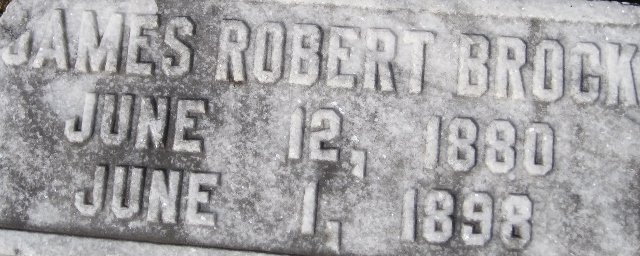 JAMES ROBERT BROCK
JUNE 12, 1880
JUNE 1, 1898